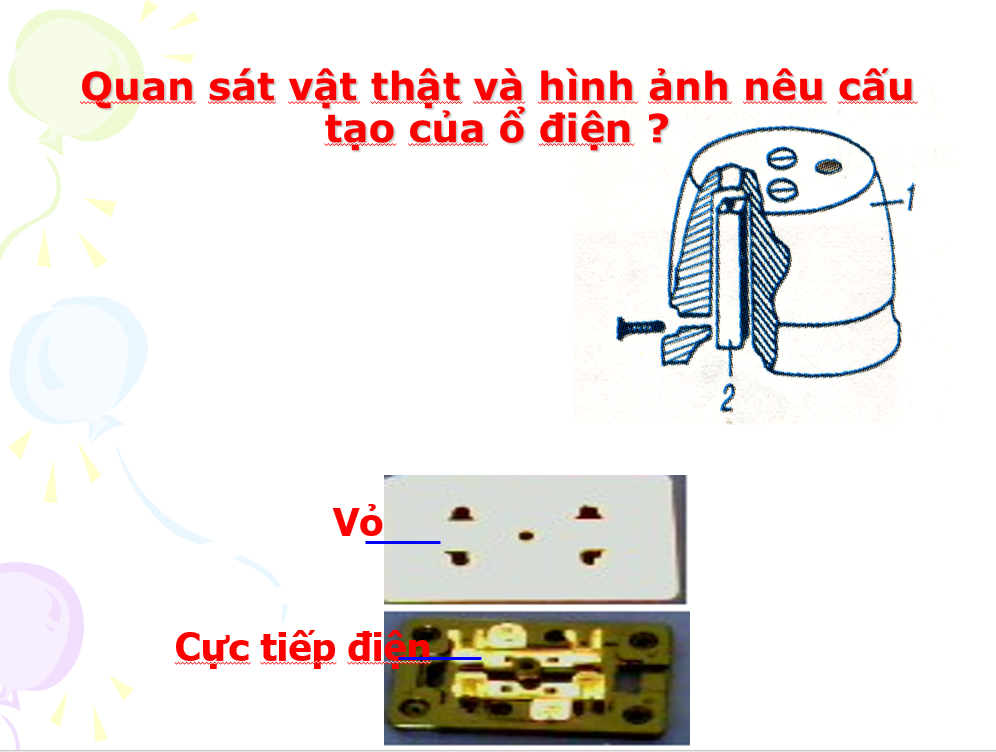 Quan sát vật thật và hình ảnh nêu cấu
tạo của ổ điện ?
1
2
Vỏ
Cực tiếp điện